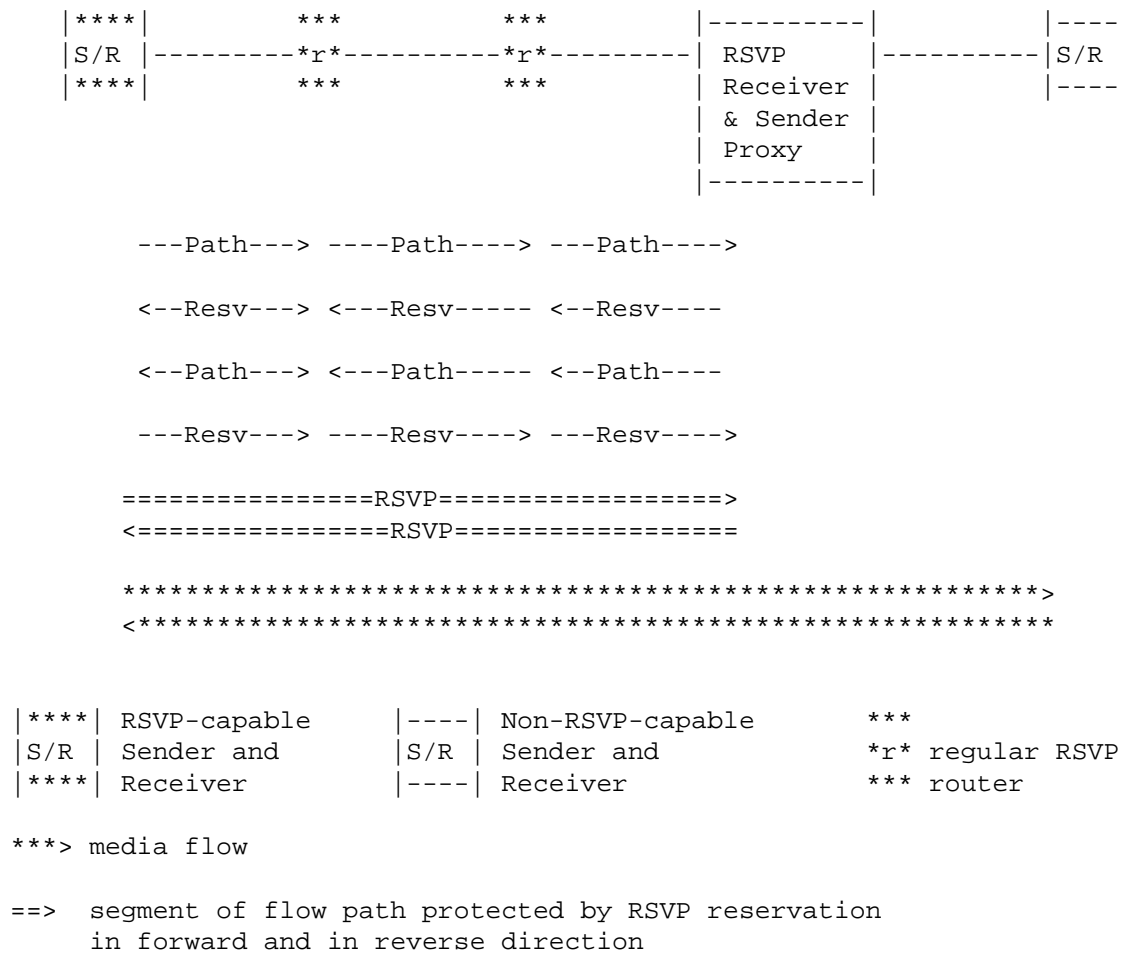 |****|          ***          ***          |----------|          |----
|S/R |---------*r*----------*r*---------| RSVP     |----------|S/R
|****|          ***          ***          | Receiver |          |----
| & Sender |
| Proxy    |
|----------|
---Path---> ----Path----> ---Path---->
<--Resv---> <---Resv----- <--Resv----
<--Path---> <---Path----- <--Path----
---Resv---> ----Resv----> ---Resv---->
================RSVP==================>
<================RSVP==================
***********************************************************>
<***********************************************************
|****| RSVP-capable     |----| Non-RSVP-capable       ***
|S/R | Sender and       |S/R | Sender and            *r* regular RSVP
|****| Receiver         |----| Receiver              *** router
***> media flow
==>  segment of flow path protected by RSVP reservation
in forward and in reverse direction